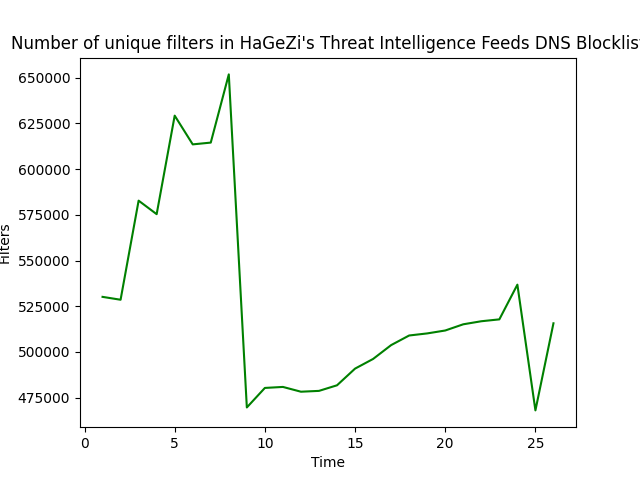 Number of unique filters in HaGeZi's Threat Intelligence Feeds DNS Blocklis
650000
625000
600000
575000
550000
525000
500000
475000
Filters
0 5 10 15 20 25
Time